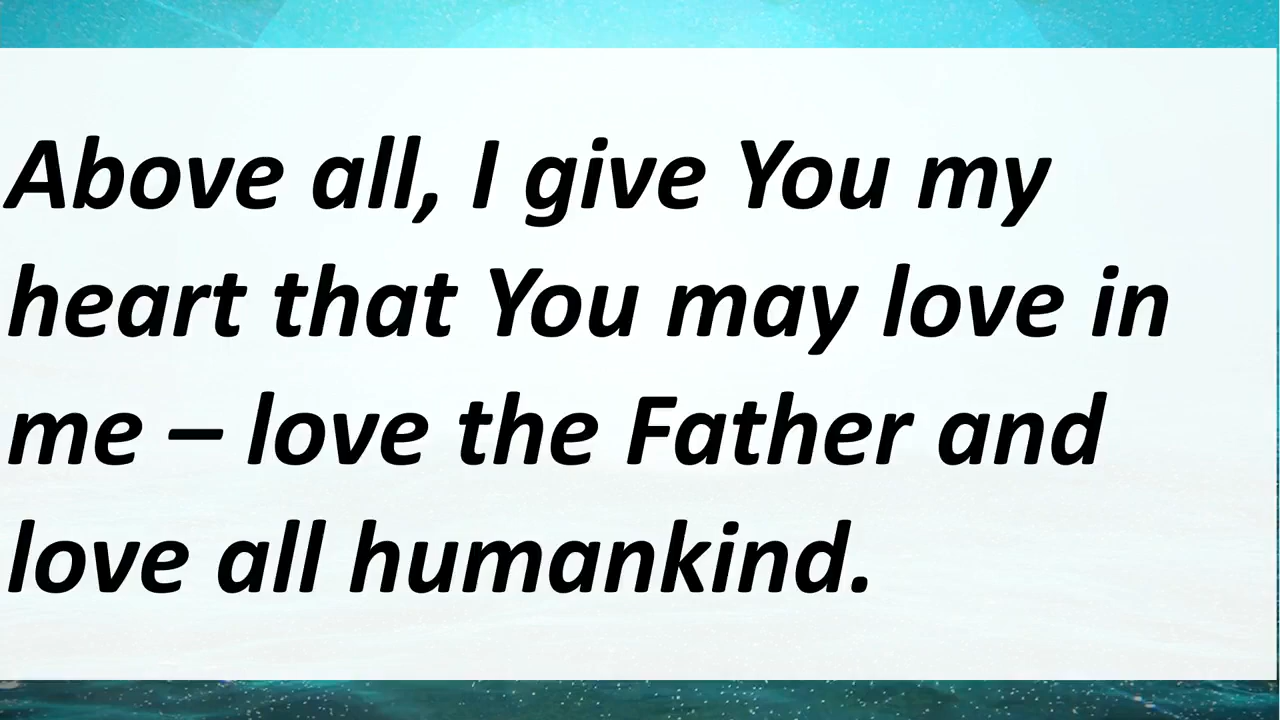 Above all, I give You my
heart that You may love in
me – love the Father and
love all humankind.